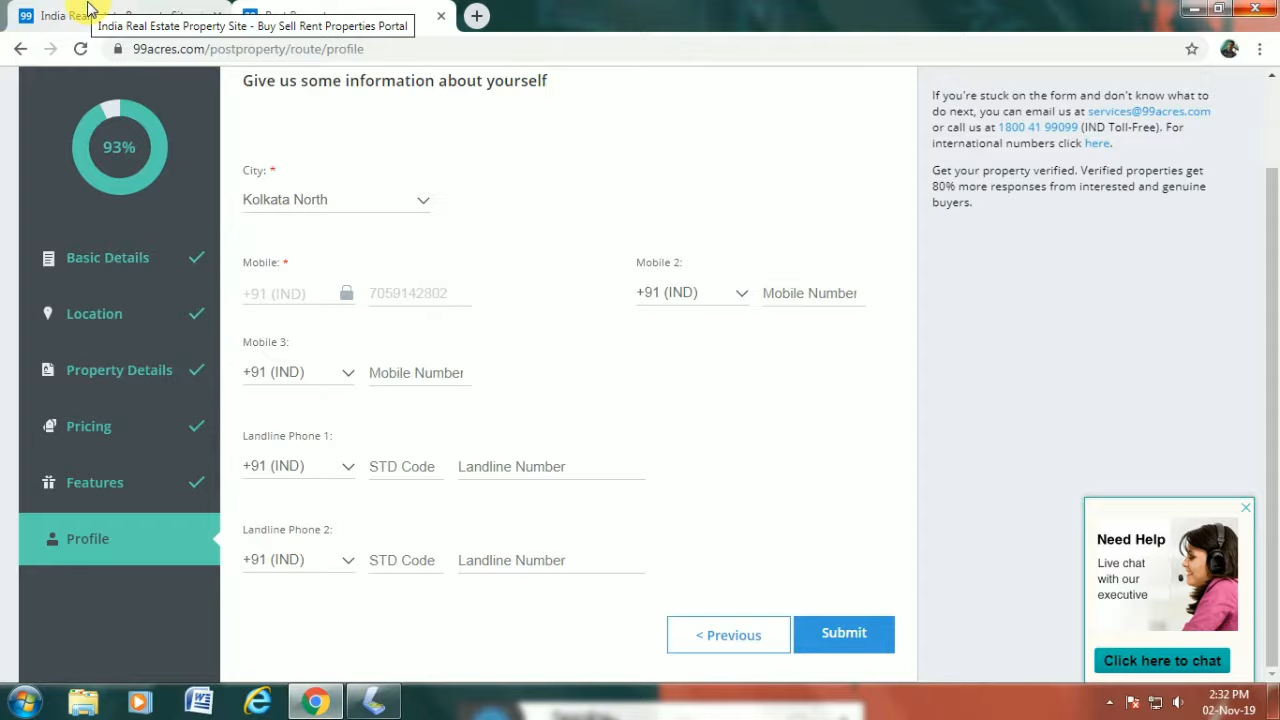 99 India Rea
India Real Estate Property Site - Buy Sell Rent Properties Portal
99acres.com/postproperty/route/profile
Give us some information about yourself
93%
City: *
Kolkata North
Mobile: *
+91 (IND) 7059142802
Mobile 2:
+91 (IND) Mobile Number
Mobile 3:
+91 (IND) Mobile Number
Landline Phone 1:
+91 (IND) STD Code Landline Number
Landline Phone 2:
+91 (IND) STD Code Landline Number
< Previous Submit
Basic Details
Location
Property Details
Pricing
Features
Profile
If you're stuck on the form and don't know what to
do next, you can email us at services@99acres.com
or call us at 1800 41 99099 (IND Toll-Free). For
international numbers click here.
Get your property verified. Verified properties get
80% more responses from interested and genuine
buyers.
Need Help
Live chat
with our
executive
Click here to chat
2:32 PM
02-Nov-19